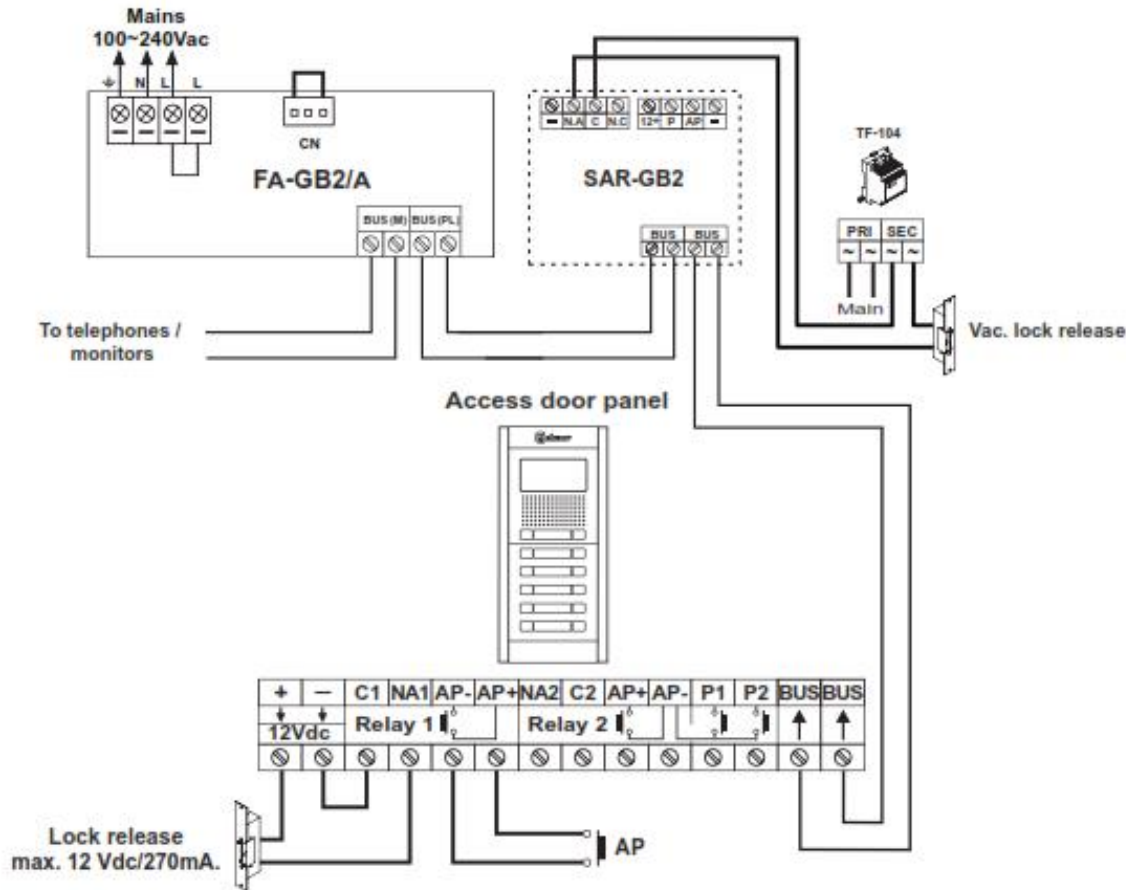 Mains
100~240Vac
N L L
CN
FA-GB2/A
BUS(M) BUS(PL)
- N.A C N.C 12+ P AP -
SAR-GB2
BUS BUS
TF-104
PRI SEC
~ ~ ~ ~
Main
Vac. lock release
To telephones /
monitors
Access door panel
+ - C1 NA1 AP- AP+ NA2 C2 AP+ AP- P1 P2 BUS BUS
12Vdc Relay 1 Relay 2
Lock release
max. 12 Vdc/270mA.
AP